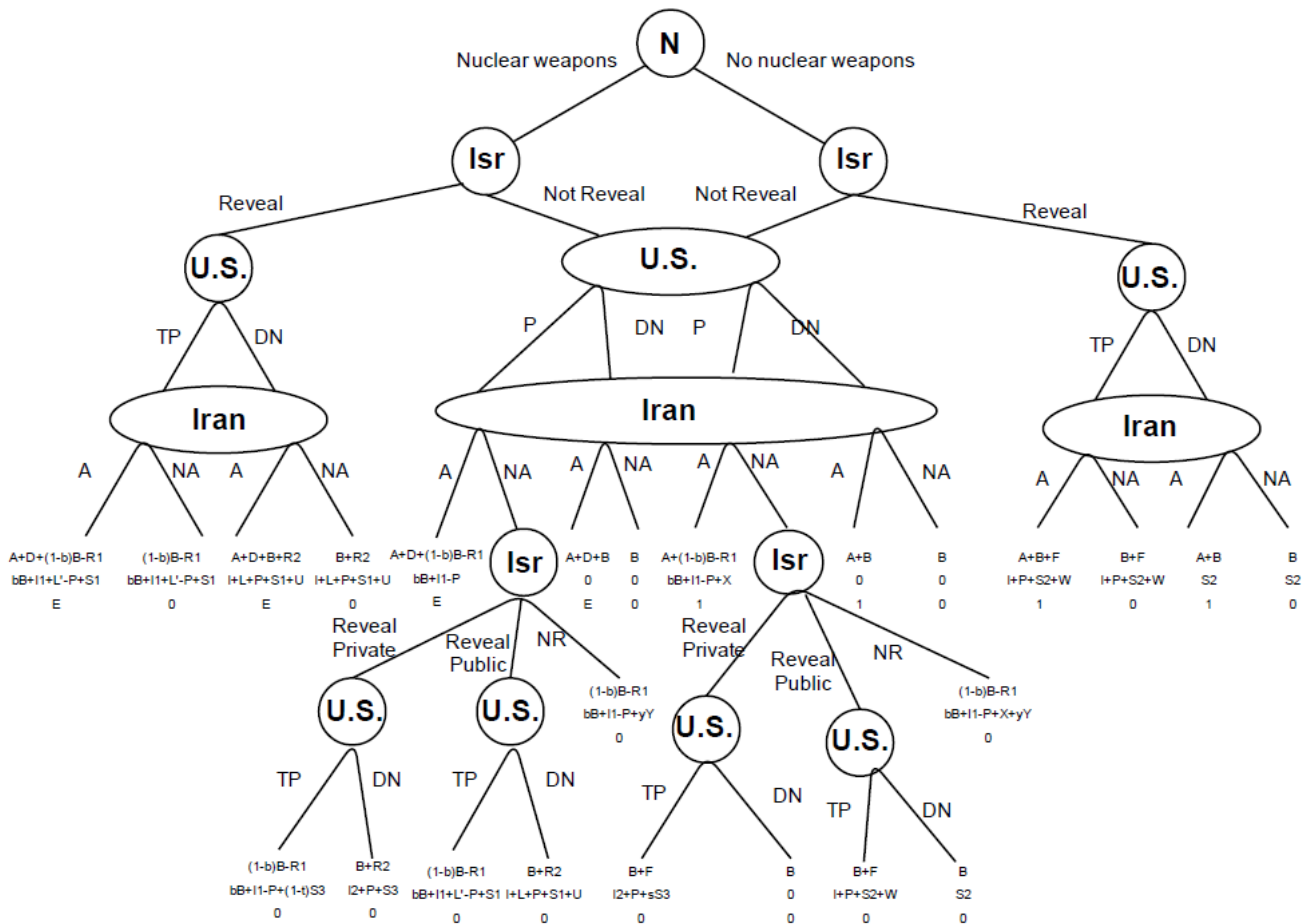 N
Nuclear weapons No nuclear weapons
Isr Isr
Reveal Not Reveal Not Reveal Reveal
U.S. U.S. U.S.
TP DN P DN P DN TP DN
Iran Iran Iran
A NA A NA A NA A NA A NA A NA A NA A NA
A+D+(1-b)B-R1 (1-b)B-R1 A+D+B+R2 B+R2 A+D+(1-b)B-R1 Isr A+D+B B A+(1-b)B-R1 Isr A+B B A+B+F B+F A+B B
bB+I1+L'-P+S1 bB+I1+L'-P+S1 I+L+P+S1+U I+L+P+S1+U bB+I1-P 0 0 bB+I1-P+X 0 0 I+P+S2+W I+P+S2+W S2 S2
E 0 E 0 E E 0 1 1 0 1 0 1 0
Reveal Private Reveal Public NR Reveal Private Reveal Public NR
(1-b)B-R1 (1-b)B-R1
bB+I1-P+yY bB+I1-P+X+yY
0 0
U.S. U.S. U.S. U.S.
TP DN TP DN TP DN TP DN
(1-b)B-R1 B+R2 (1-b)B-R1 B+R2 B+F B B+F B
bB+I1-P+(1-t)S3 I2+P+S3 bB+I1+L'-P+S1 I+L+P+S1+U I2+P+sS3 0 I+P+S2+W S2
0 0 0 0 0 0 0 0